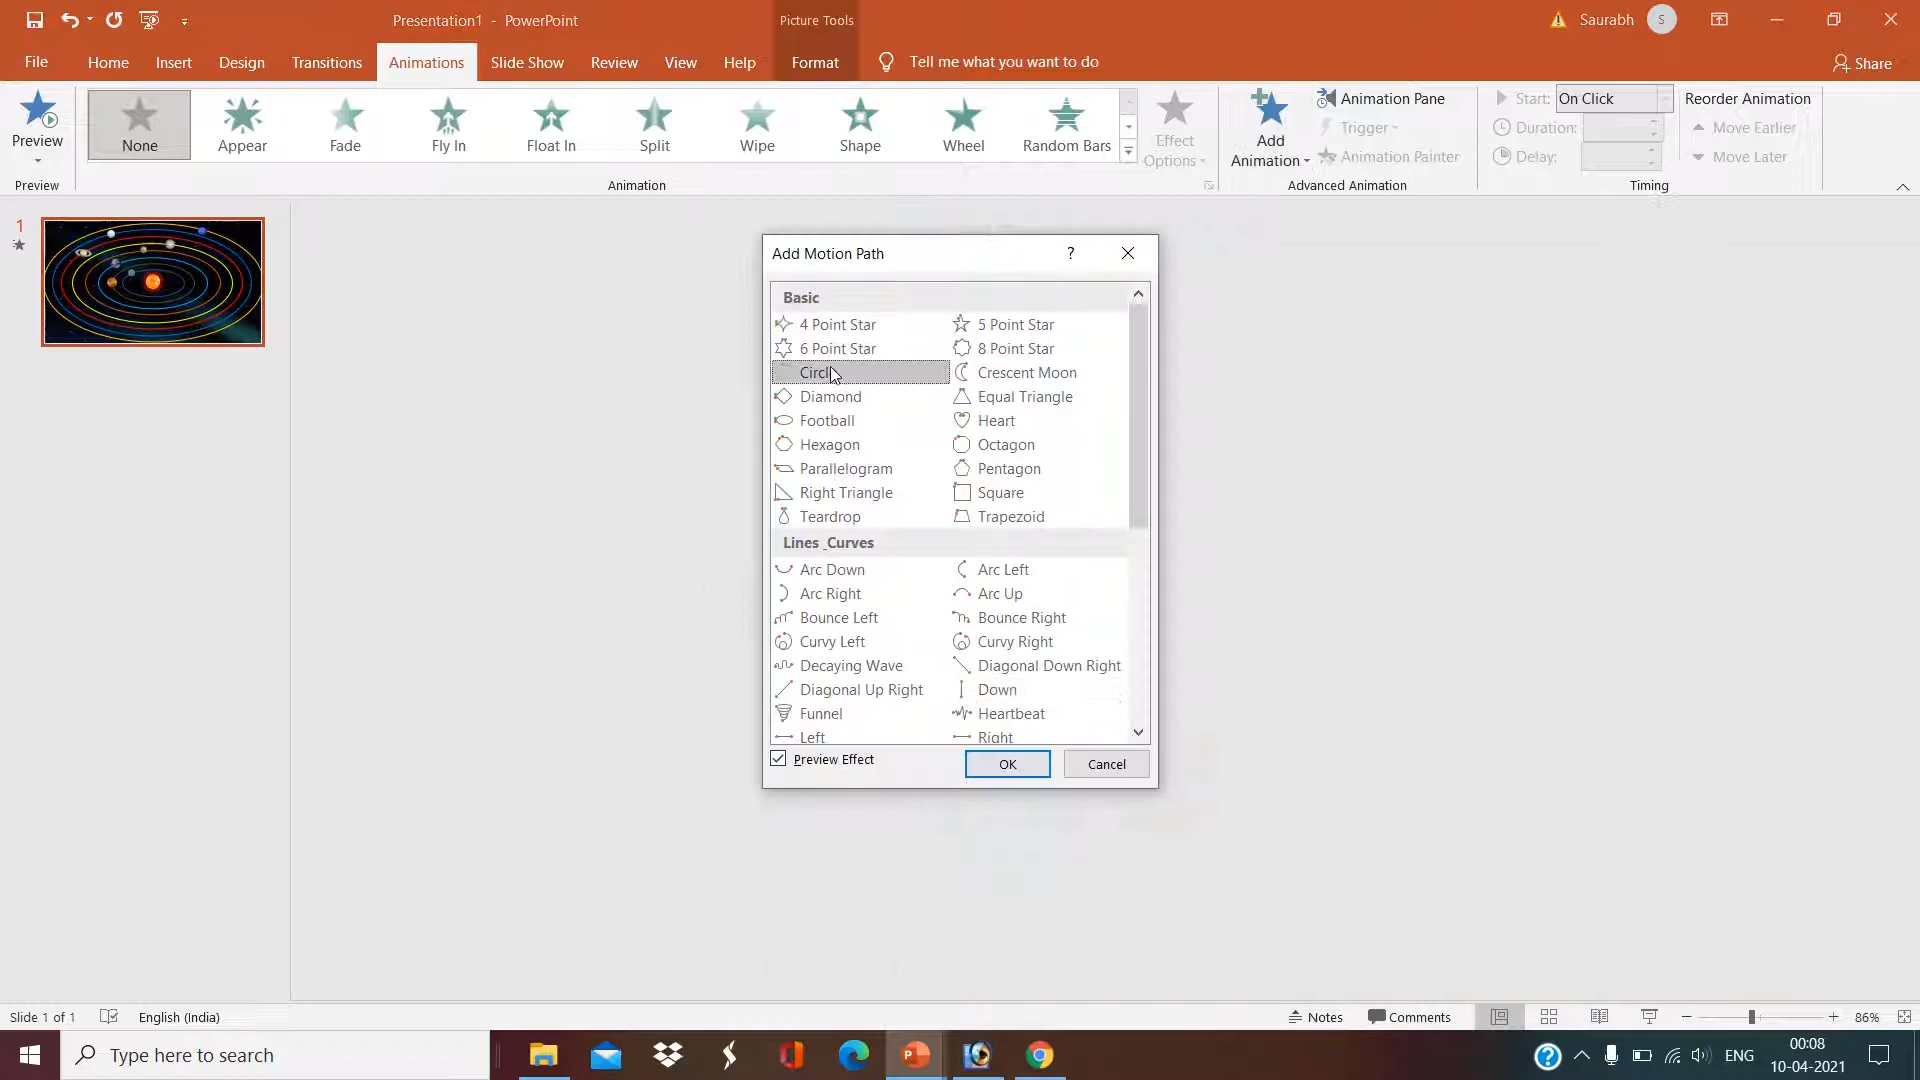 Presentation1 - PowerPoint
Picture Tools
Saurabh
S
File
Home
Insert
Design
Transitions
Animations
Slide Show
Review
View
Help
Format
Tell me what you want to do
Share
Preview
None
Appear
Fade
Fly In
Float In
Split
Wipe
Shape
Wheel
Random Bars
Effect Options
Add Animation
Animation Pane
Trigger
Animation Painter
Start: On Click
Duration:
Delay:
Reorder Animation
Move Earlier
Move Later
Preview
Animation
Advanced Animation
Timing
1
Add Motion Path
?
Basic
4 Point Star
5 Point Star
6 Point Star
8 Point Star
Circl
Crescent Moon
Diamond
Equal Triangle
Football
Heart
Hexagon
Octagon
Parallelogram
Pentagon
Right Triangle
Square
Teardrop
Trapezoid
Lines_Curves
Arc Down
Arc Left
Arc Right
Arc Up
Bounce Left
Bounce Right
Curvy Left
Curvy Right
Decaying Wave
Diagonal Down Right
Diagonal Up Right
Down
Funnel
Heartbeat
Left
Right
Preview Effect
OK
Cancel
Slide 1 of 1
English (India)
Notes
Comments
86%
Type here to search
ENG
00:08
10-04-2021